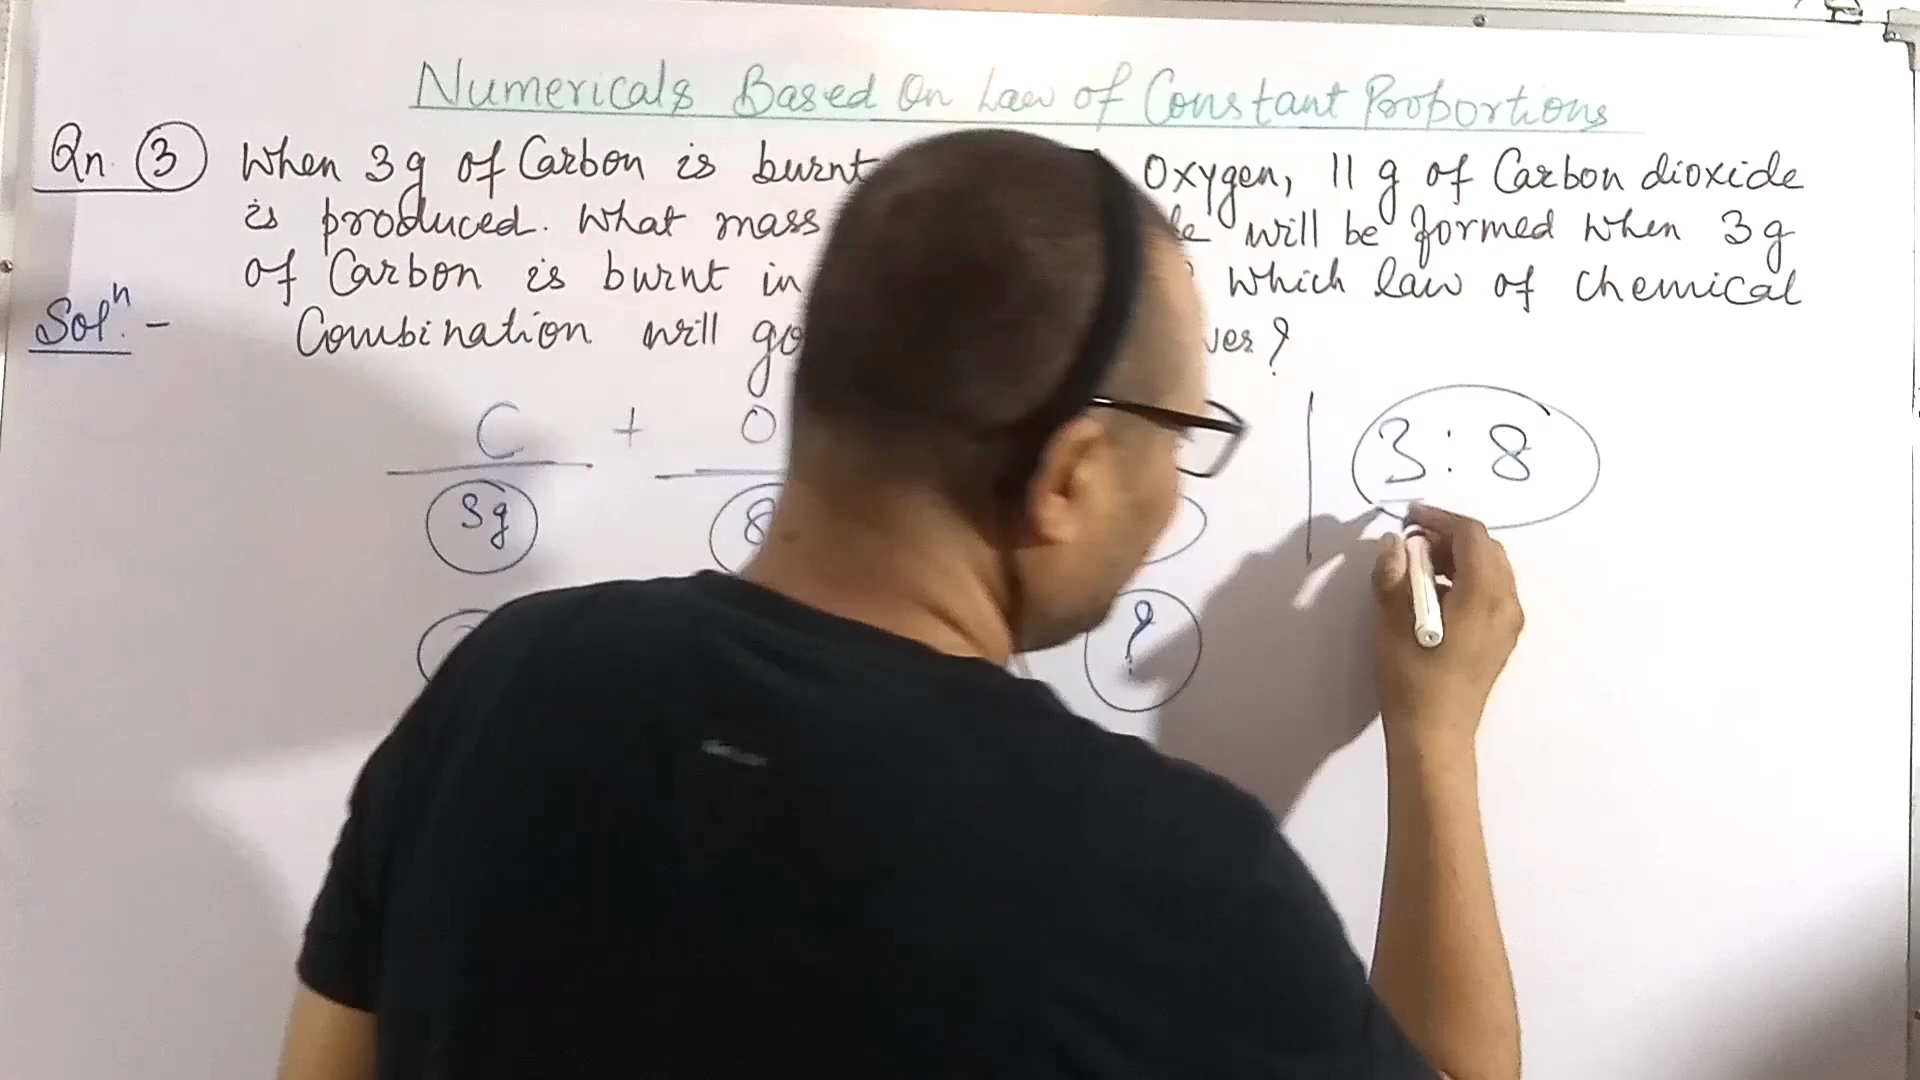 Numericals Based On Law of Constant Proportions
Qn. 3 When 3g of Carbon is burnt Oxygen, 11 g of Carbon dioxide
is produced. What mass will be formed when 3g
of Carbon is burnt in which law of chemical
Soln. - Combination will
C + O
3g 8
3 : 8
?